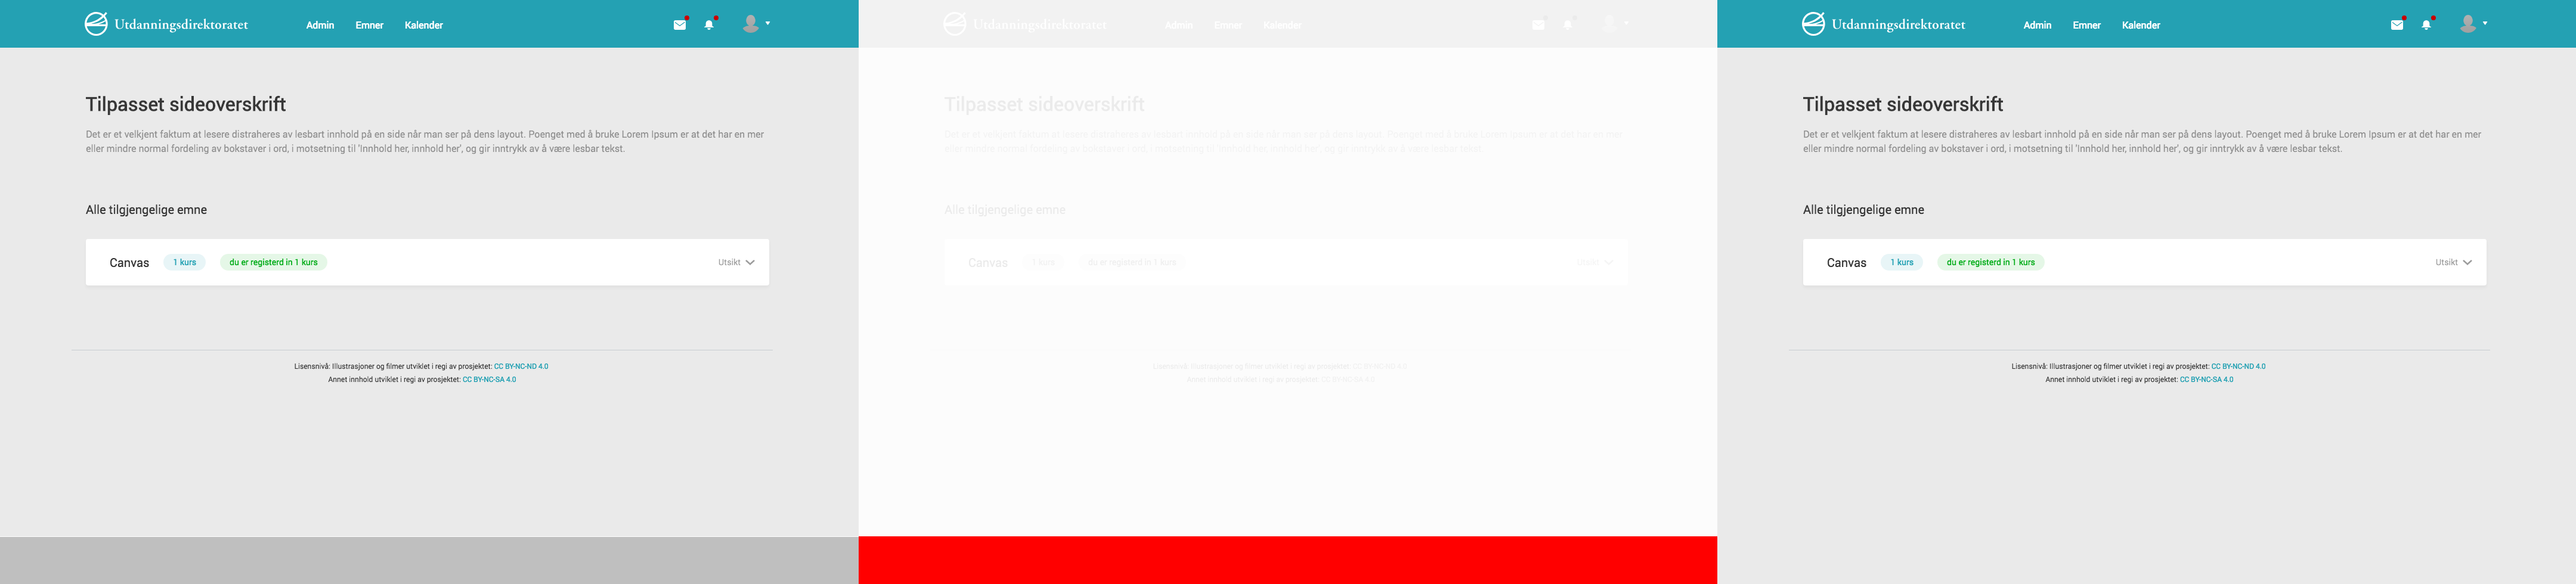 Utdanningsdirektoratet Admin Emner Kalender
Tilpasset sideoverskrift
Det er et velkjent faktum at lesere distraheres av lesbart innhold på en side når man ser på dens layout. Poenget med å bruke Lorem Ipsum er at det har en mer
eller mindre normal fordeling av bokstaver i ord, i motsetning til 'Innhold her, innhold her', og gir inntrykk av å være lesbar tekst.
Alle tilgjengelige emne
Canvas 1 kurs du er registerd in 1 kurs Utsikt
Lisensnivå: Illustrasjoner og filmer utviklet i regi av prosjektet: CC BY-NC-ND 4.0
Annet innhold utviklet i regi av prosjektet: CC BY-NC-SA 4.0
Utdanningsdirektoratet Admin Emner Kalender
Tilpasset sideoverskrift
Det er et velkjent faktum at lesere distraheres av lesbart innhold på en side når man ser på dens layout. Poenget med å bruke Lorem Ipsum er at det har en mer
eller mindre normal fordeling av bokstaver i ord, i motsetning til 'Innhold her, innhold her', og gir inntrykk av å være lesbar tekst.
Alle tilgjengelige emne
Canvas 1 kurs du er registerd in 1 kurs Utsikt
Lisensnivå: Illustrasjoner og filmer utviklet i regi av prosjektet: CC BY-NC-ND 4.0
Annet innhold utviklet i regi av prosjektet: CC BY-NC-SA 4.0
Utdanningsdirektoratet Admin Emner Kalender
Tilpasset sideoverskrift
Det er et velkjent faktum at lesere distraheres av lesbart innhold på en side når man ser på dens layout. Poenget med å bruke Lorem Ipsum er at det har en mer
eller mindre normal fordeling av bokstaver i ord, i motsetning til 'Innhold her, innhold her', og gir inntrykk av å være lesbar tekst.
Alle tilgjengelige emne
Canvas 1 kurs du er registerd in 1 kurs Utsikt
Lisensnivå: Illustrasjoner og filmer utviklet i regi av prosjektet: CC BY-NC-ND 4.0
Annet innhold utviklet i regi av prosjektet: CC BY-NC-SA 4.0